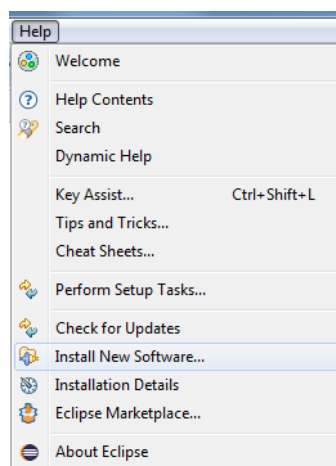 Help
Welcome
Help Contents
Search
Dynamic Help
Key Assist... Ctrl+Shift+L
Tips and Tricks...
Cheat Sheets...
Perform Setup Tasks...
Check for Updates
Install New Software...
Installation Details
Eclipse Marketplace...
About Eclipse